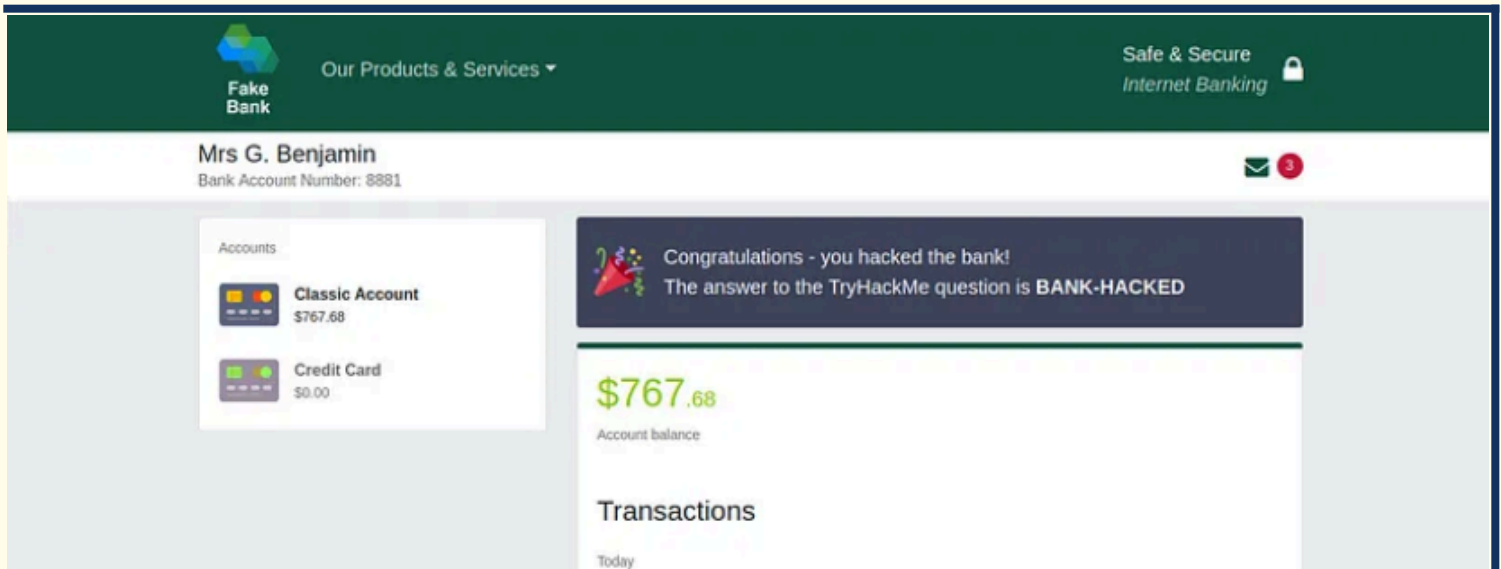 Fake
Bank
Our Products & Services
Safe & Secure
Internet Banking
Mrs G. Benjamin
Bank Account Number: 8881
3
Accounts
Classic Account
$767.68
Credit Card
$0.00
Congratulations - you hacked the bank!
The answer to the TryHackMe question is BANK-HACKED
$767.68
Account balance
Transactions
Today